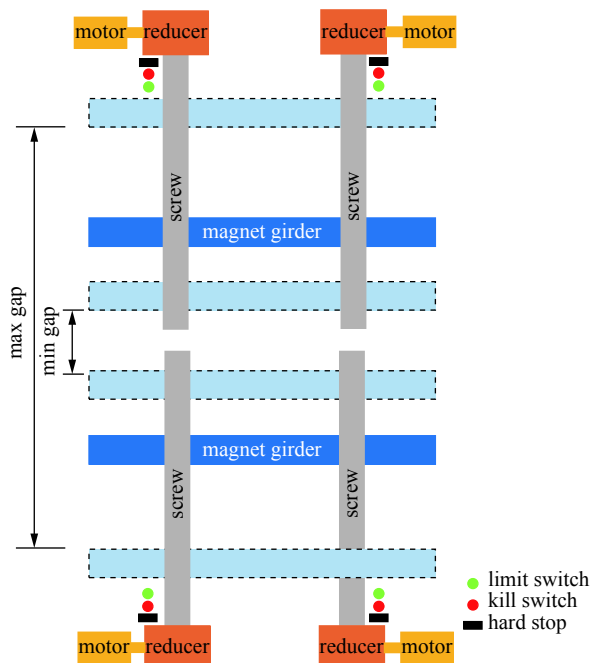 motor reducer reducer motor
screw screw
magnet girder
max gap
min gap
magnet girder
screw screw
limit switch
kill switch
hard stop
motor reducer reducer motor